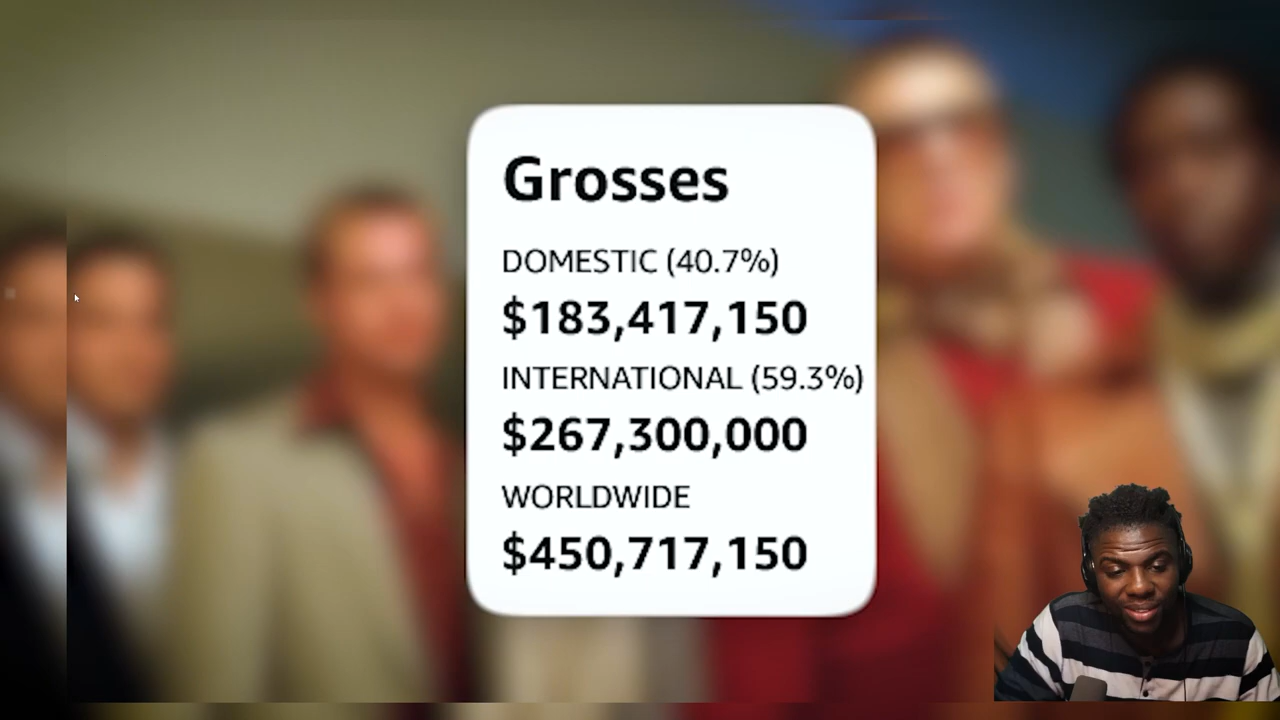 Grosses
DOMESTIC (40.7%)
$183,417,150
INTERNATIONAL (59.3%)
$267,300,000
WORLDWIDE
$450,717,150